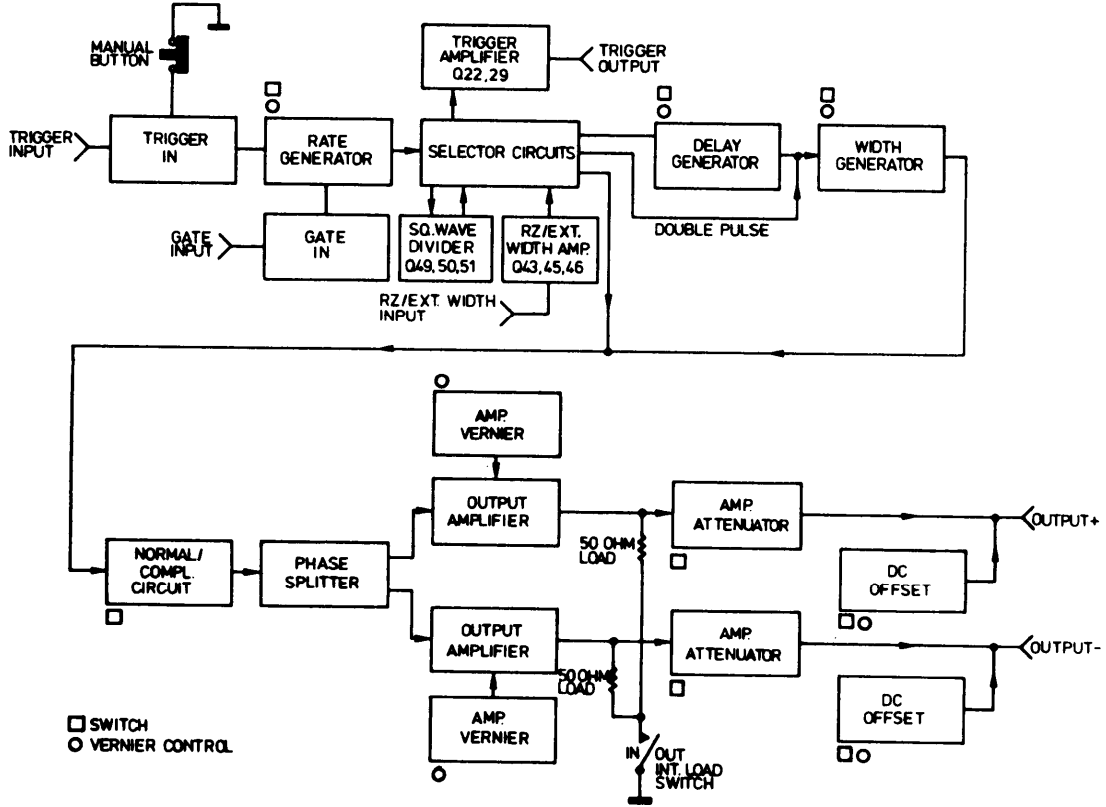 MANUAL
BUTTON
TRIGGER
AMPLIFIER
Q22,29
TRIGGER
OUTPUT
TRIGGER
INPUT
TRIGGER
IN
RATE
GENERATOR
SELECTOR CIRCUITS
DELAY
GENERATOR
WIDTH
GENERATOR
GATE
INPUT
GATE
IN
SQ.WAVE
DIVIDER
Q49,50,51
RZ/EXT.
WIDTH AMP.
Q43,45,46
DOUBLE PULSE
RZ/EXT. WIDTH
INPUT
AMP.
VERNIER
OUTPUT
AMPLIFIER
AMP.
ATTENUATOR
OUTPUT+
50 OHM
LOAD
NORMAL/
COMPL.
CIRCUIT
PHASE
SPLITTER
DC
OFFSET
OUTPUT
AMPLIFIER
AMP.
ATTENUATOR
OUTPUT-
50 OHM
LOAD
DC
OFFSET
AMP.
VERNIER
SWITCH
VERNIER CONTROL
IN OUT
INT. LOAD
SWITCH